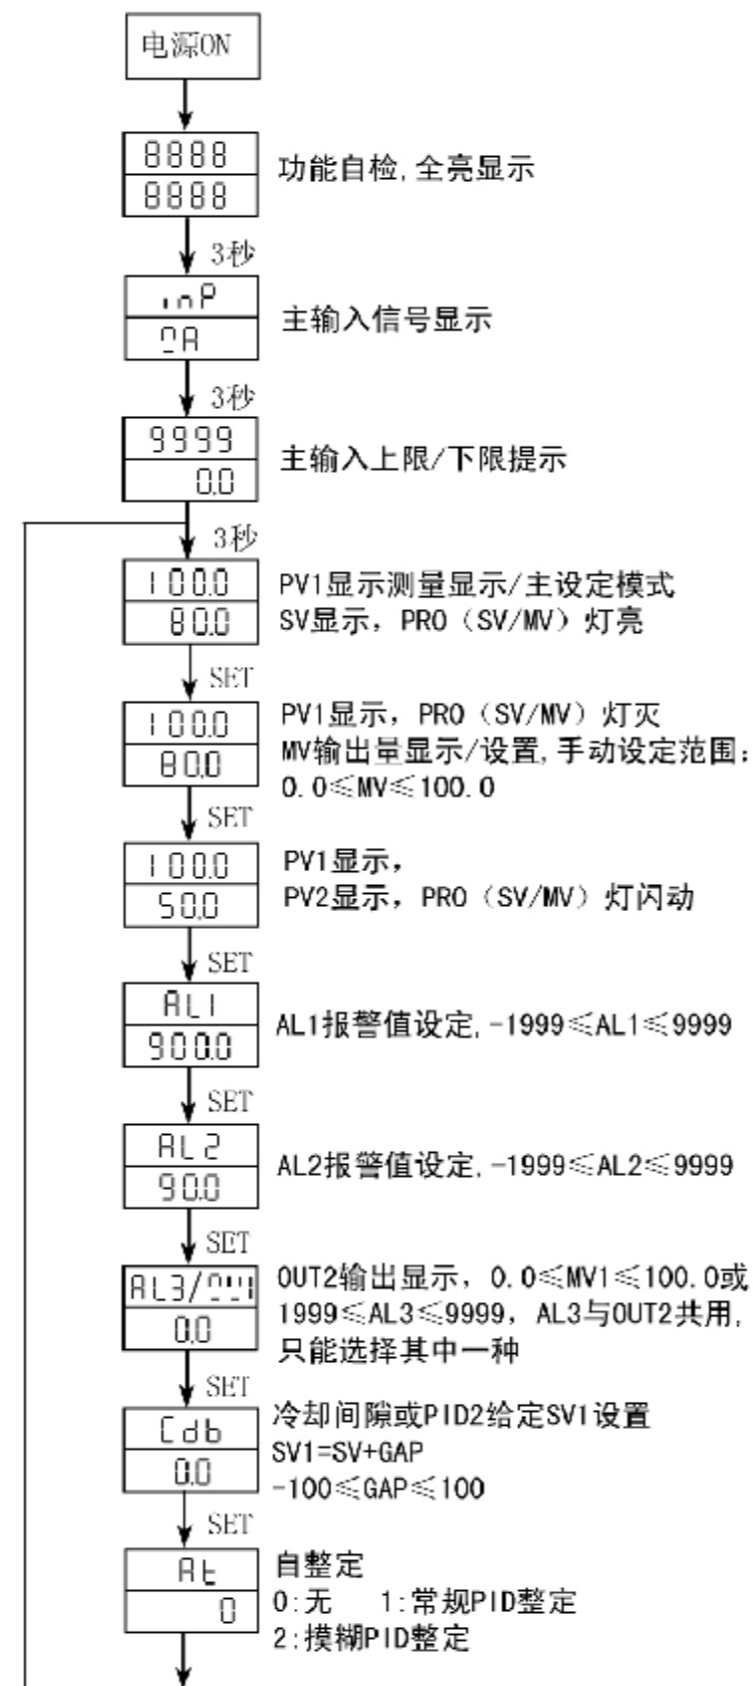 电源ON
8888
8888
功能自检,全亮显示
3秒
inP
主输入信号显示
3秒
9999
0.0
主输入上限/下限提示
3秒
100.0
80.0
PV1显示测量显示/主设定模式
SV显示，PRO（SV/MV）灯亮
SET
100.0
80.0
PV1显示，PRO（SV/MV）灯灭
MV输出量显示/设置,手动设定范围:
0.0≤MV≤100.0
SET
100.0
50.0
PV1显示，
PV2显示，PRO（SV/MV）灯闪动
SET
AL1
900.0
AL1报警值设定,-1999≤AL1≤9999
SET
AL2
90.0
AL2报警值设定,-1999≤AL2≤9999
SET
AL3/
0.0
OUT2输出显示，0.0≤MV1≤100.0或
1999≤AL3≤9999，AL3与OUT2共用,
只能选择其中一种
SET
Cdb
0.0
冷却间隙或PID2给定SV1设置
SV1=SV+GAP
-100≤GAP≤100
SET
At
0
自整定
0:无 1:常规PID整定
2:摸糊PID整定